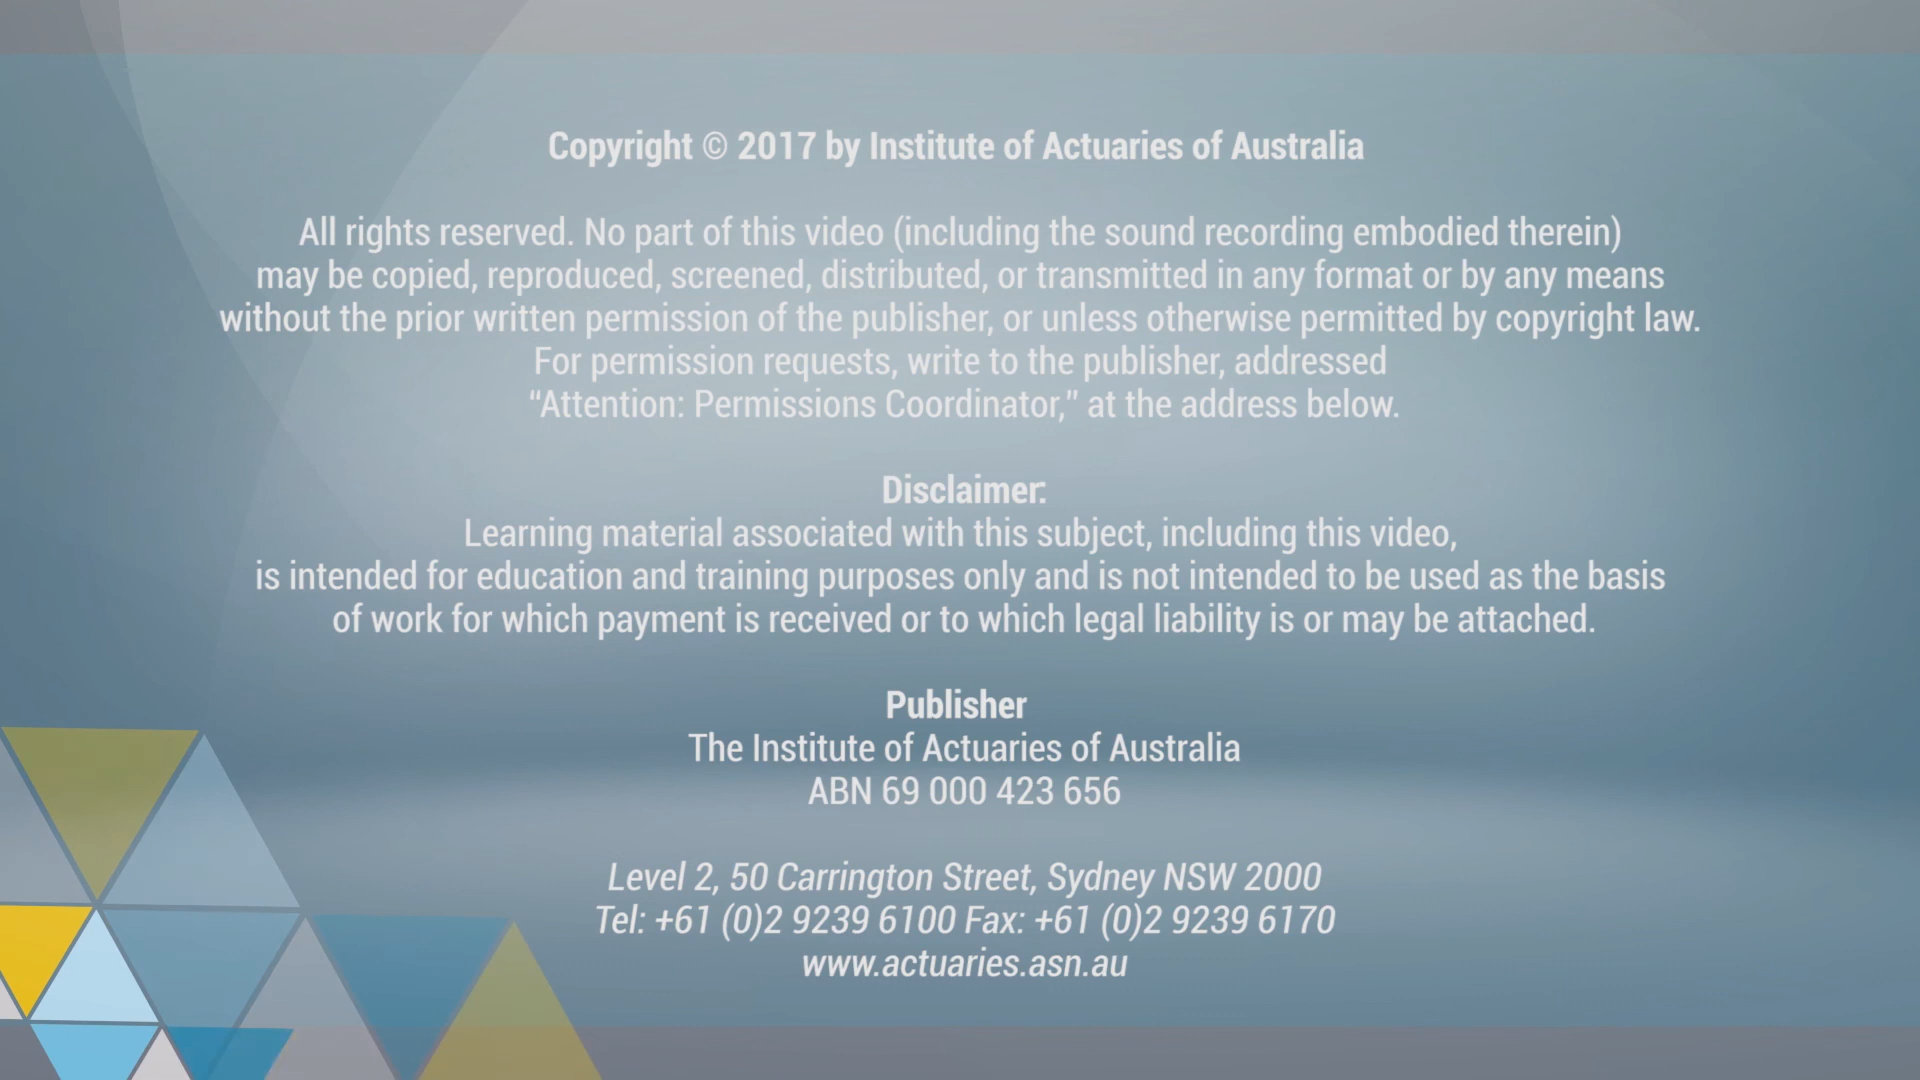 Copyright © 2017 by Institute of Actuaries of Australia
All rights reserved. No part of this video (including the sound recording embodied therein)
may be copied, reproduced, screened, distributed, or transmitted in any format or by any means
without the prior written permission of the publisher, or unless otherwise permitted by copyright law.
For permission requests, write to the publisher, addressed
“Attention: Permissions Coordinator,” at the address below.
Disclaimer:
Learning material associated with this subject, including this video,
is intended for education and training purposes only and is not intended to be used as the basis
of work for which payment is received or to which legal liability is or may be attached.
Publisher
The Institute of Actuaries of Australia
ABN 69 000 423 656
Level 2, 50 Carrington Street, Sydney NSW 2000
Tel: +61 (0)2 9239 6100 Fax: +61 (0)2 9239 6170
www.actuaries.asn.au